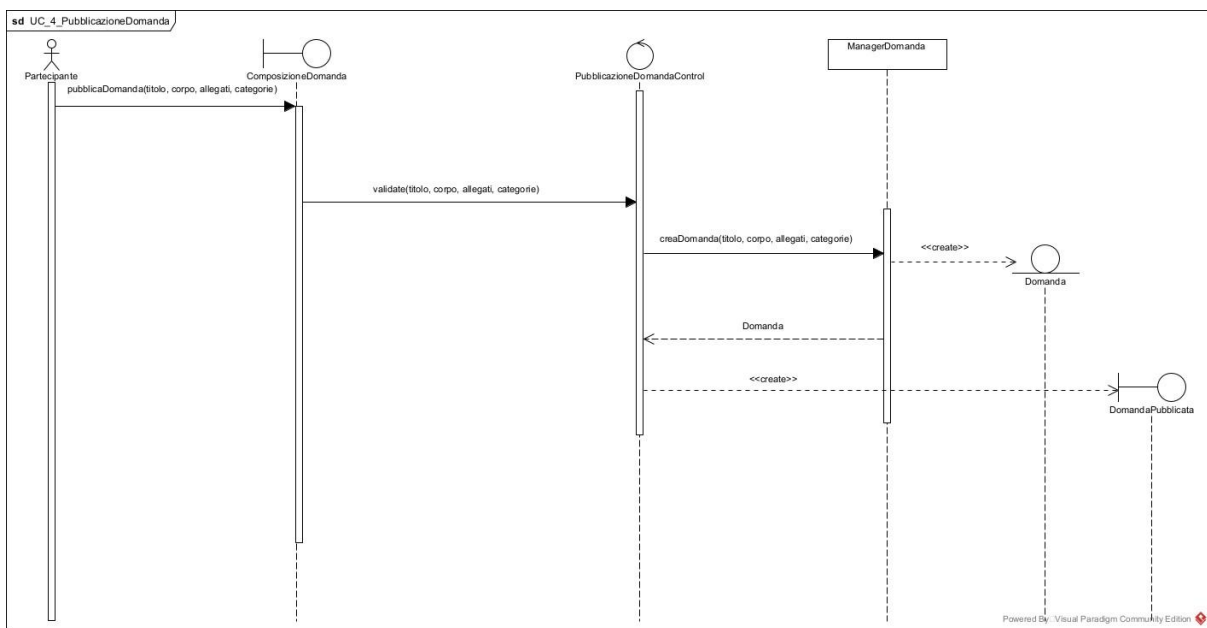 sd UC_4_PubblicazioneDomanda
Partecipante
ComposizioneDomanda
PubblicazioneDomandaControl
ManagerDomanda
pubblicaDomanda(titolo, corpo, allegati, categorie)
validate(titolo, corpo, allegati, categorie)
creaDomanda(titolo, corpo, allegati, categorie)
<<create>>
Domanda
Domanda
<<create>>
DomandaPubblicata
Powered By Visual Paradigm Community Edition